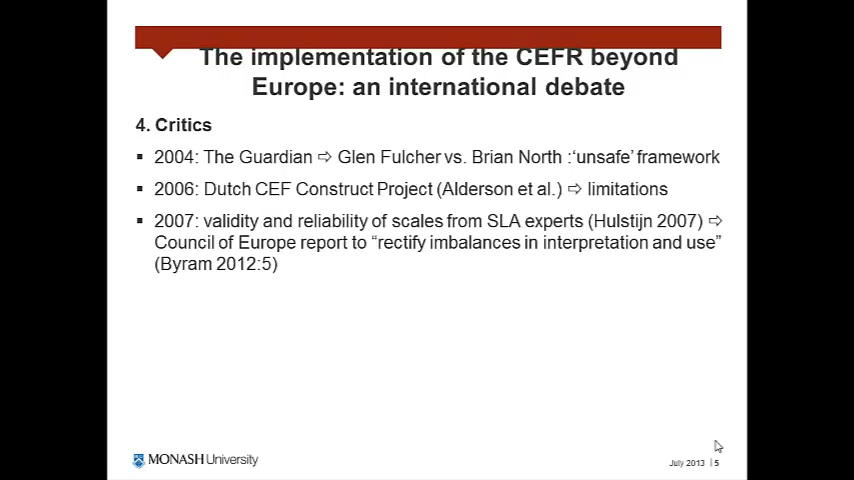 The implementation of the CEFR beyond
Europe: an international debate
4. Critics
▪ 2004: The Guardian ⇨ Glen Fulcher vs. Brian North :‘unsafe’ framework
▪ 2006: Dutch CEF Construct Project (Alderson et al.) ⇨ limitations
▪ 2007: validity and reliability of scales from SLA experts (Hulstijn 2007) ⇨
Council of Europe report to “rectify imbalances in interpretation and use”
(Byram 2012:5)
MONASH University
July 2013 | 5